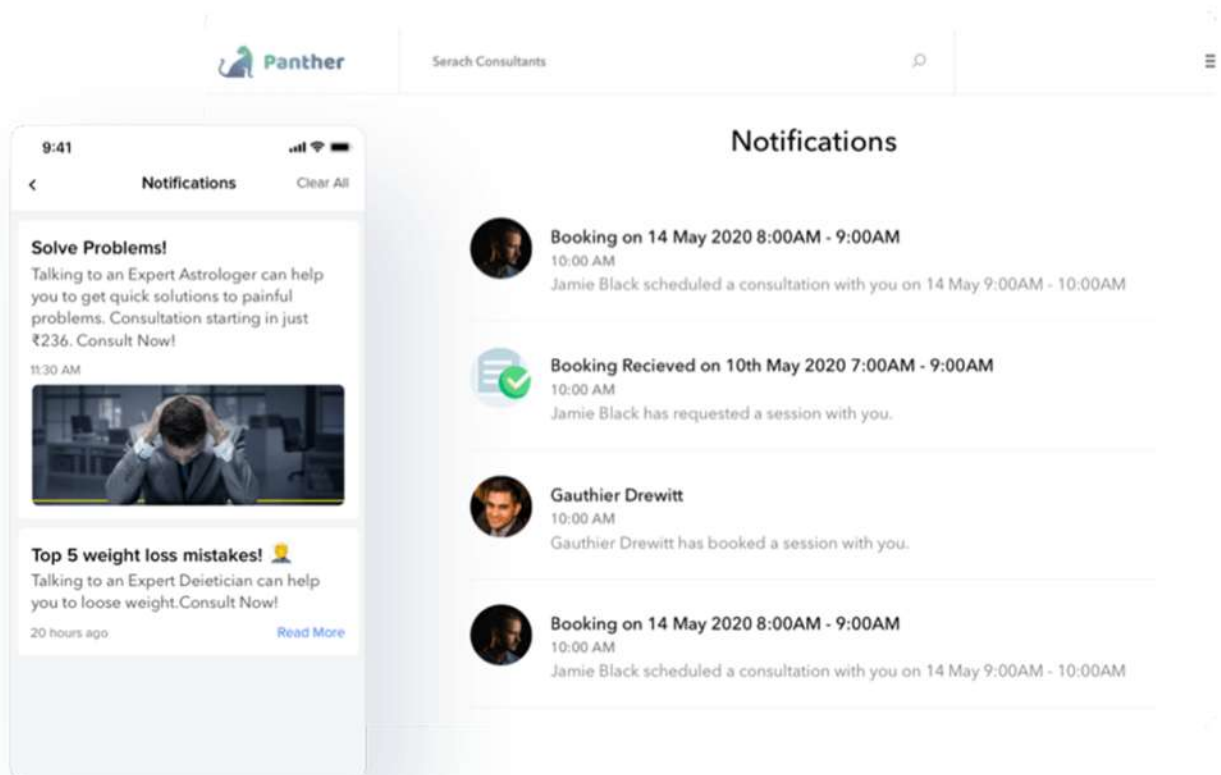 Panther
Serach Consultants
9:41
Notifications
Clear All
Solve Problems!
Talking to an Expert Astrologer can help
you to get quick solutions to painful
problems. Consultation starting in just
₹236. Consult Now!
11:30 AM
Top 5 weight loss mistakes! 🤦
Talking to an Expert Deietician can help
you to loose weight.Consult Now!
20 hours ago
Read More
Notifications
Booking on 14 May 2020 8:00AM - 9:00AM
10:00 AM
Jamie Black scheduled a consultation with you on 14 May 9:00AM - 10:00AM
Booking Recieved on 10th May 2020 7:00AM - 9:00AM
10:00 AM
Jamie Black has requested a session with you.
Gauthier Drewitt
10:00 AM
Gauthier Drewitt has booked a session with you.
Booking on 14 May 2020 8:00AM - 9:00AM
10:00 AM
Jamie Black scheduled a consultation with you on 14 May 9:00AM - 10:00AM